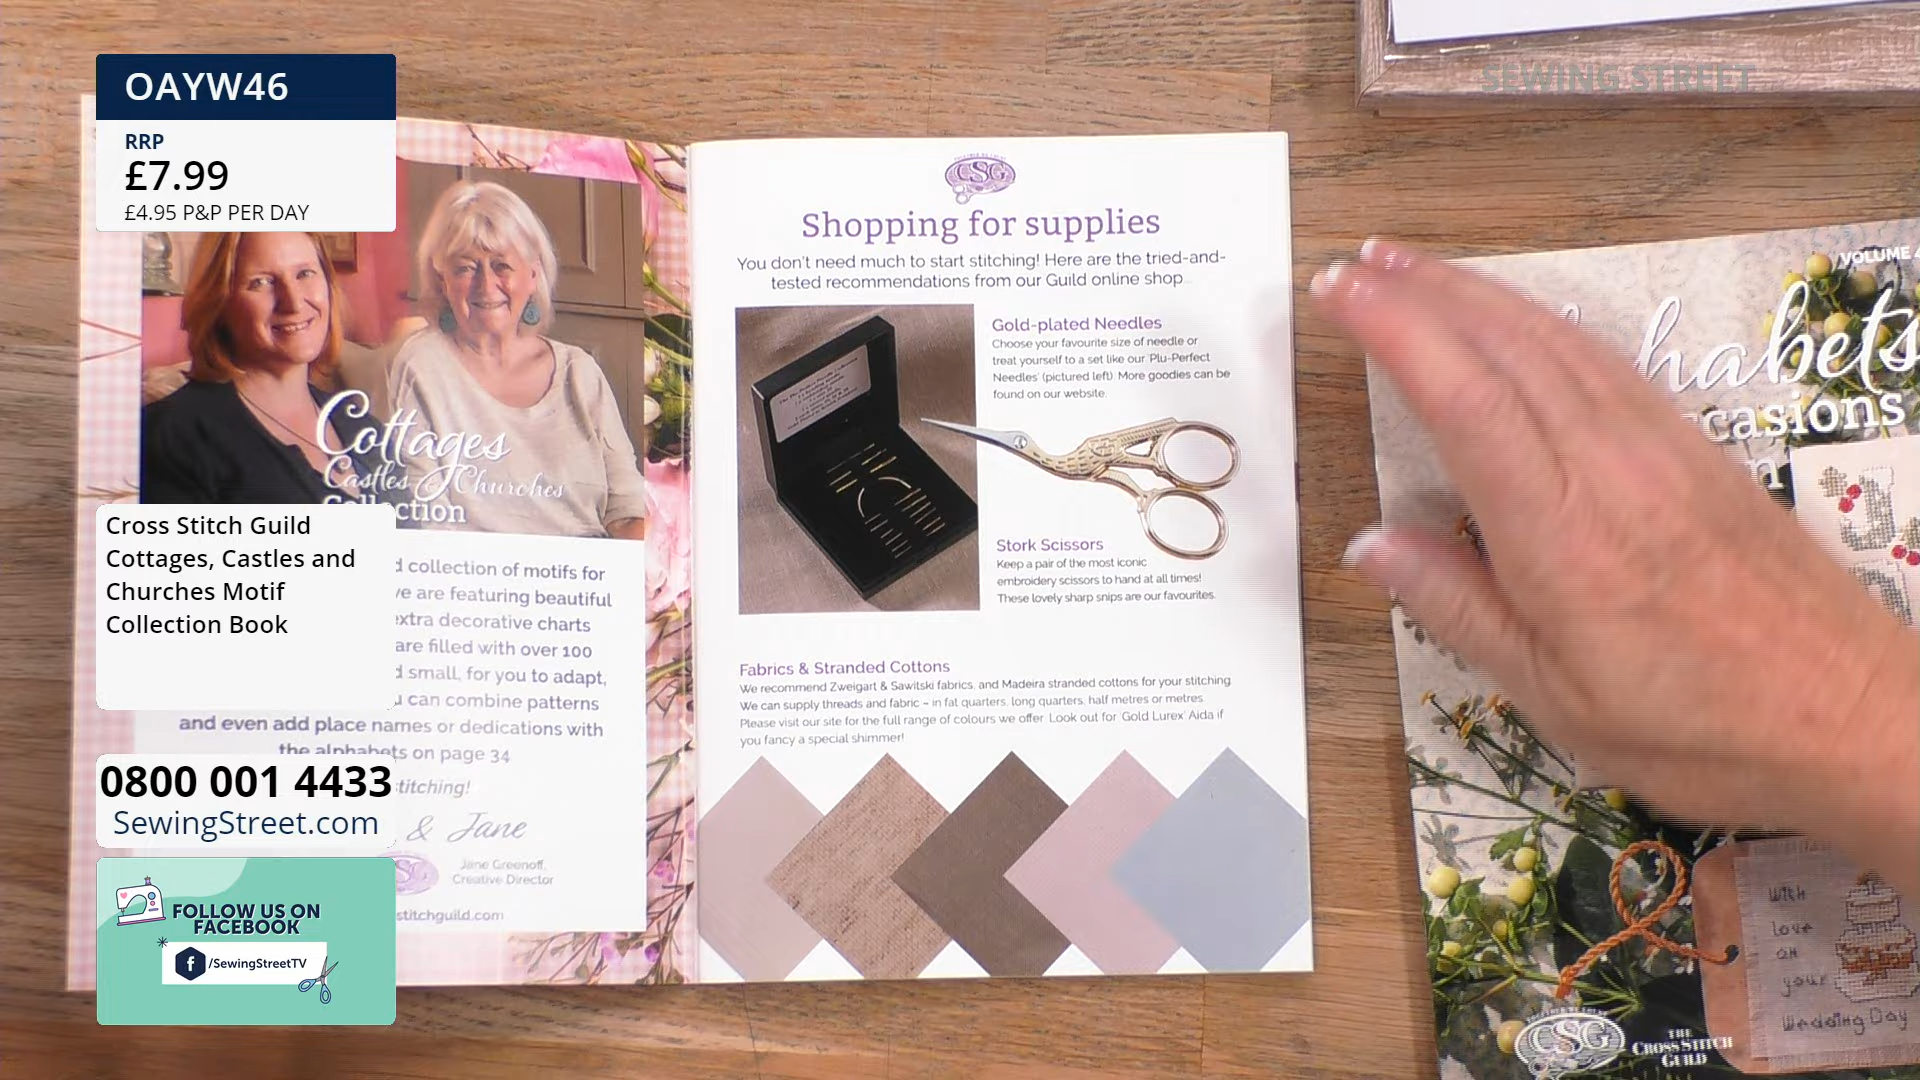 OAYW46
RRP
£7.99
£4.95 P&P PER DAY
SEWING STREET
Cottages
Castles & Churches
ction
Cross Stitch Guild
Cottages, Castles and
Churches Motif
Collection Book
d collection of motifs for
e are featuring beautiful
extra decorative charts
are filled with over 100
d small, for you to adapt,
u can combine patterns
and even add place names or dedications with
the alphabets on page 34
titching!
& Jane
Jane Greenoff,
Creative Director
stitchguild.com
0800 001 4433
SewingStreet.com
FOLLOW US ON
FACEBOOK
f /SewingStreetTV
CSG
Shopping for supplies
You don't need much to start stitching! Here are the tried-and-
tested recommendations from our Guild online shop...
Gold-plated Needles
Choose your favourite size of needle or
treat yourself to a set like our 'Plu-Perfect
Needles' (pictured left). More goodies can be
found on our website.
Stork Scissors
Keep a pair of the most iconic
embroidery scissors to hand at all times!
These lovely sharp snips are our favourites.
Fabrics & Stranded Cottons
We recommend Zweigart & Sawitski fabrics, and Madeira stranded cottons for your stitching.
We can supply threads and fabric – in fat quarters, long quarters, half metres or metres.
Please visit our site for the full range of colours we offer. Look out for 'Gold Lurex' Aida if
you fancy a special shimmer!
VOLUME 4
habets
casions
With
love
on
your
Wedding Day
CSG
THE
CROSS STITCH
GUILD